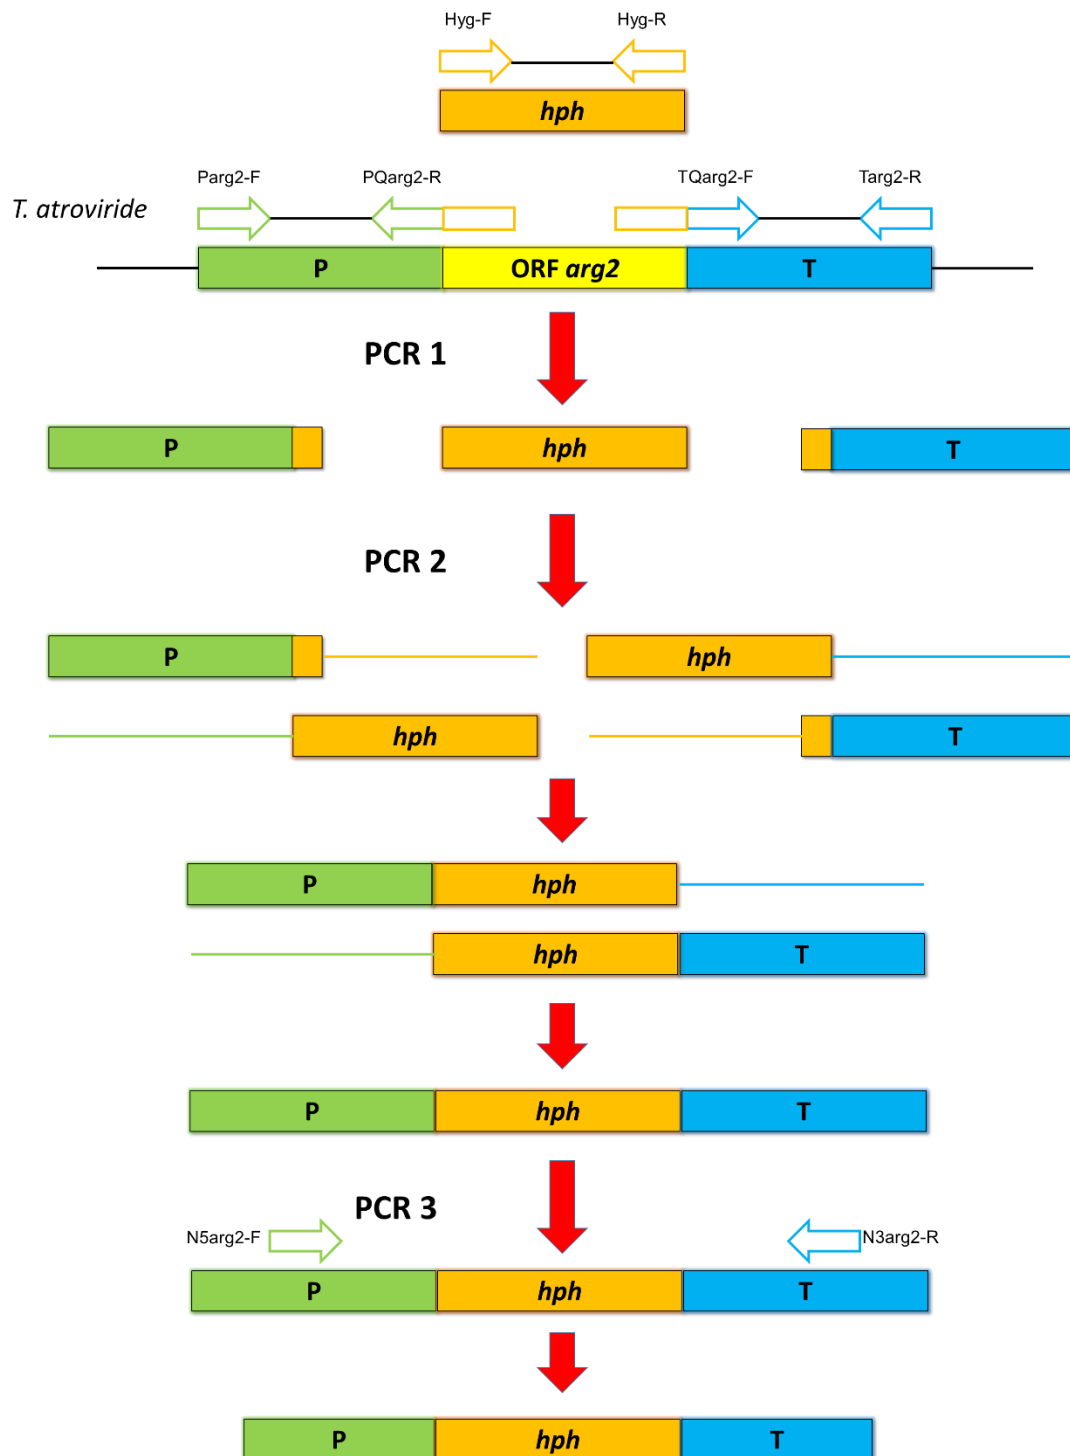 Hyg-F Hyg-R
hph
Parg2-F PQarg2-R TQarg2-F Targ2-R
T. atroviride
P ORF arg2 T
PCR 1
P hph T
PCR 2
P hph
hph T
P hph
hph T
P hph T
PCR 3
N5arg2-F N3arg2-R
P hph T
P hph T